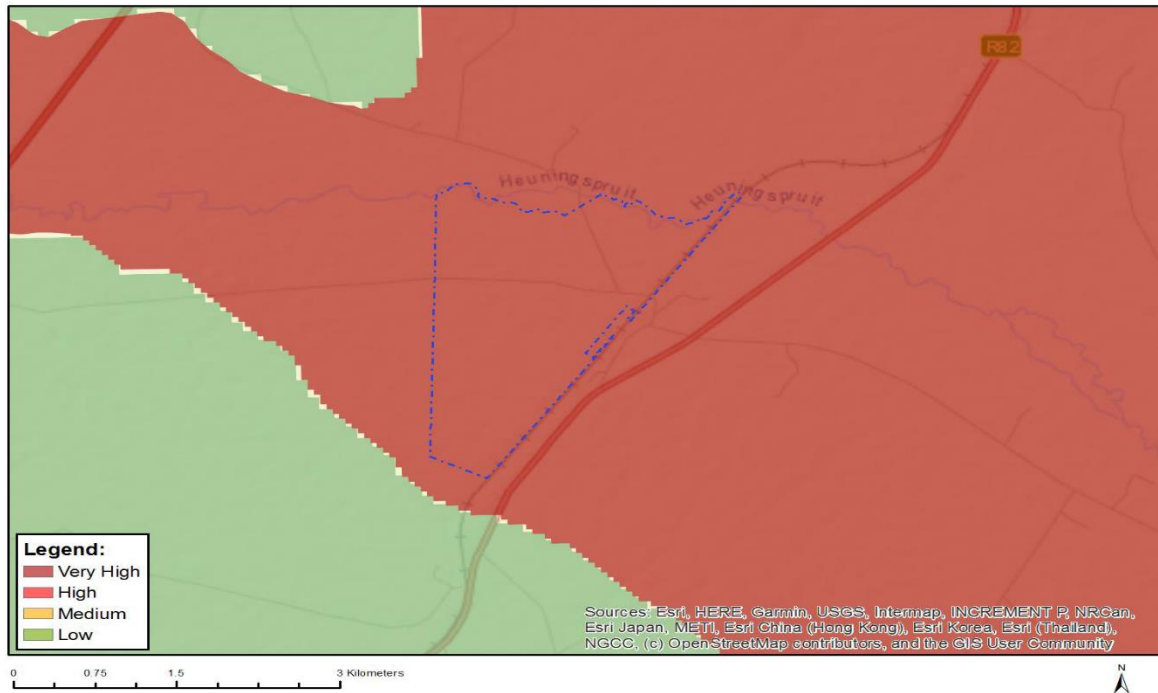 R82
Heuningspruit
Heuningspruit
Legend:
Very High
High
Medium
Low
Sources: Esri, HERE, Garmin, USGS, Intermap, INCREMENT P, NRCan,
Esri Japan, METI, Esri China (Hong Kong), Esri Korea, Esri (Thailand),
NGCC, (c) OpenStreetMap contributors, and the GIS User Community
0 0.75 1.5 3 Kilometers
N